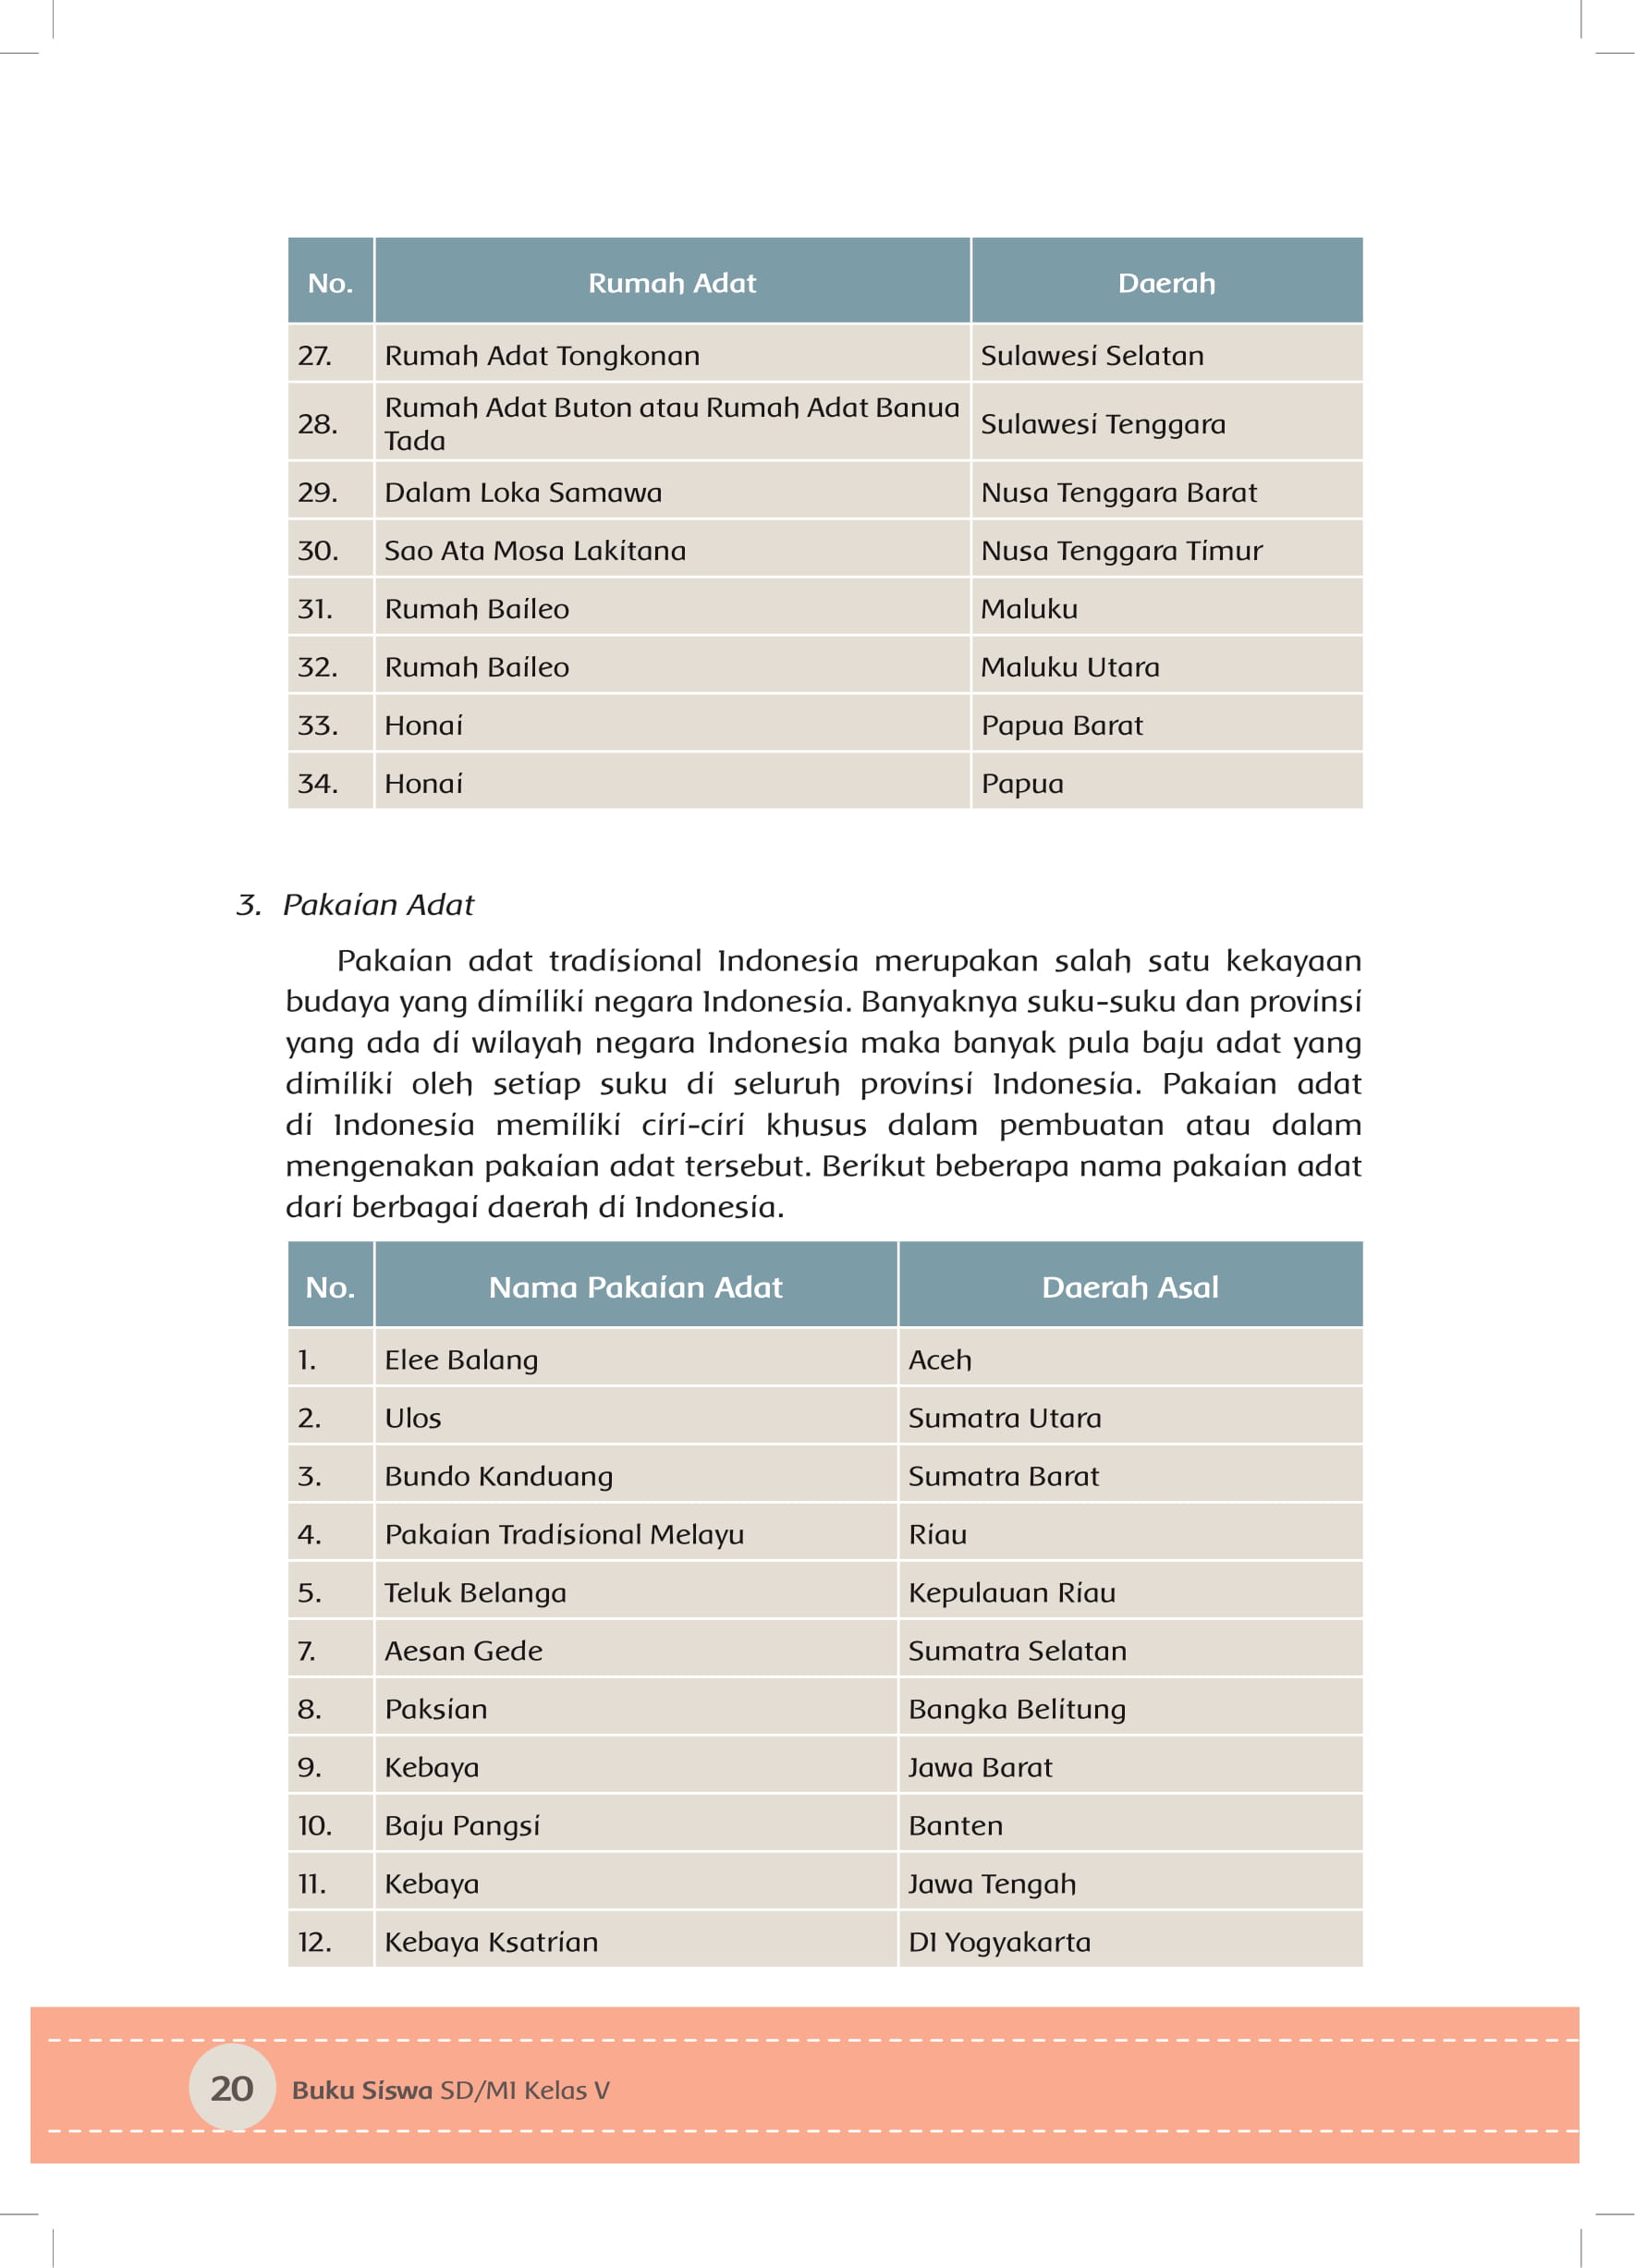 No. Rumah Adat Daerah
27. Rumah Adat Tongkonan Sulawesi Selatan
28. Rumah Adat Buton atau Rumah Adat Banua Tada Sulawesi Tenggara
29. Dalam Loka Samawa Nusa Tenggara Barat
30. Sao Ata Mosa Lakitana Nusa Tenggara Timur
31. Rumah Baileo Maluku
32. Rumah Baileo Maluku Utara
33. Honai Papua Barat
34. Honai Papua
3. Pakaian Adat
Pakaian adat tradisional Indonesia merupakan salah satu kekayaan
budaya yang dimiliki negara Indonesia. Banyaknya suku-suku dan provinsi
yang ada di wilayah negara Indonesia maka banyak pula baju adat yang
dimiliki oleh setiap suku di seluruh provinsi Indonesia. Pakaian adat
di Indonesia memiliki ciri-ciri khusus dalam pembuatan atau dalam
mengenakan pakaian adat tersebut. Berikut beberapa nama pakaian adat
dari berbagai daerah di Indonesia.
No. Nama Pakaian Adat Daerah Asal
1. Elee Balang Aceh
2. Ulos Sumatra Utara
3. Bundo Kanduang Sumatra Barat
4. Pakaian Tradisional Melayu Riau
5. Teluk Belanga Kepulauan Riau
7. Aesan Gede Sumatra Selatan
8. Paksian Bangka Belitung
9. Kebaya Jawa Barat
10. Baju Pangsi Banten
11. Kebaya Jawa Tengah
12. Kebaya Ksatrian DI Yogyakarta
20 Buku Siswa SD/MI Kelas V